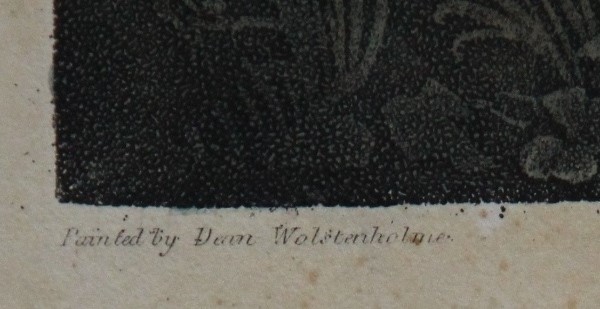 Painted by Dean Wolstenholme.